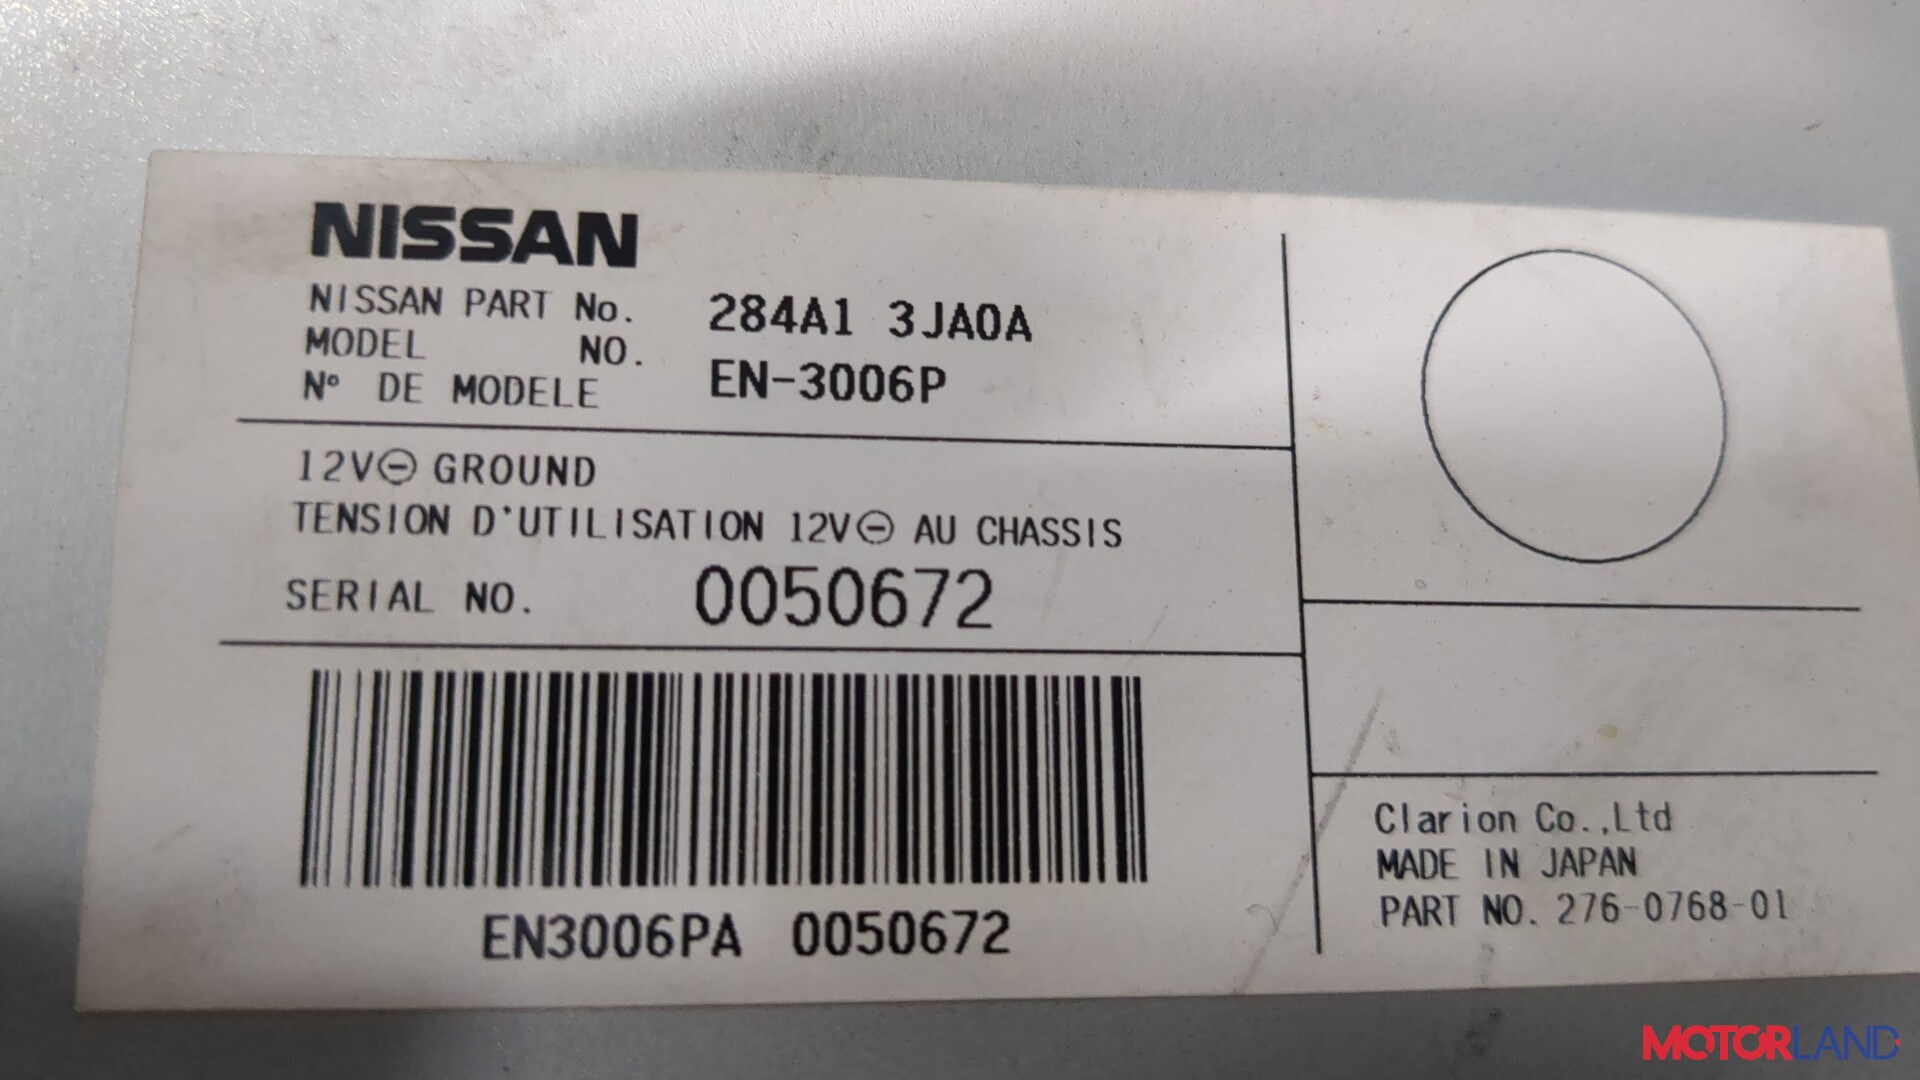 NISSAN
NISSAN PART No. 284A1 3JA0A
MODEL NO. EN-3006P
N° DE MODELE
12V⊖ GROUND
TENSION D'UTILISATION 12V⊖ AU CHASSIS
SERIAL NO. 0050672
EN3006PA 0050672
Clarion Co.,Ltd
MADE IN JAPAN
PART NO. 276-0768-01
MOTORLAND